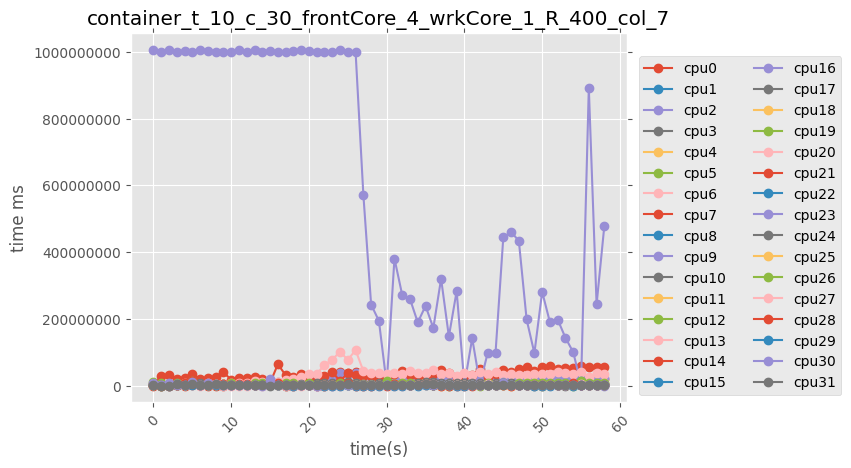 container_t_10_c_30_frontCore_4_wrkCore_1_R_400_col_7
1000000000
800000000
600000000
400000000
200000000
0
time ms
0
10
20
30
40
50
60
time(s)
cpu0
cpu1
cpu2
cpu3
cpu4
cpu5
cpu6
cpu7
cpu8
cpu9
cpu10
cpu11
cpu12
cpu13
cpu14
cpu15
cpu16
cpu17
cpu18
cpu19
cpu20
cpu21
cpu22
cpu23
cpu24
cpu25
cpu26
cpu27
cpu28
cpu29
cpu30
cpu31